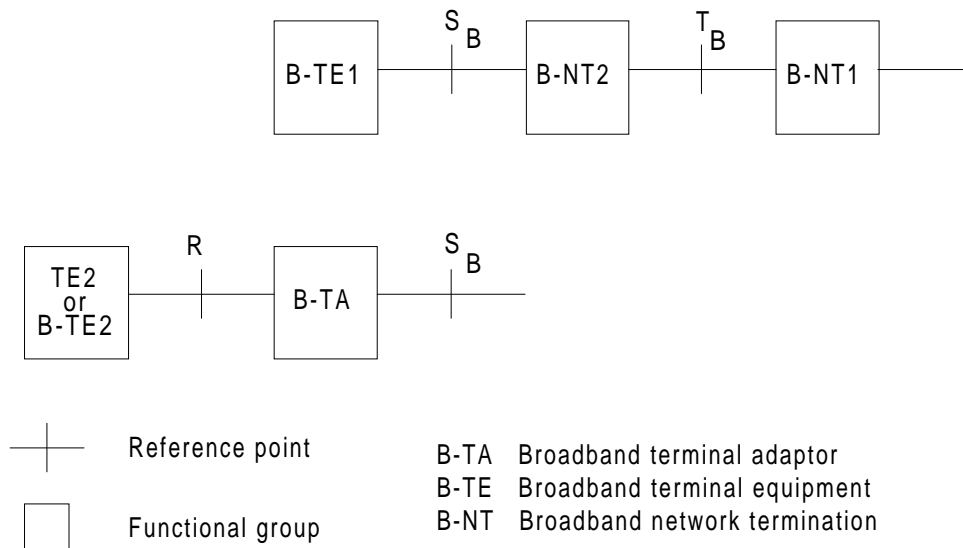 S B
T B
B-TE1
B-NT2
B-NT1
R
S B
TE2
or
B-TE2
B-TA
Reference point
Functional group
B-TA Broadband terminal adaptor
B-TE Broadband terminal equipment
B-NT Broadband network termination